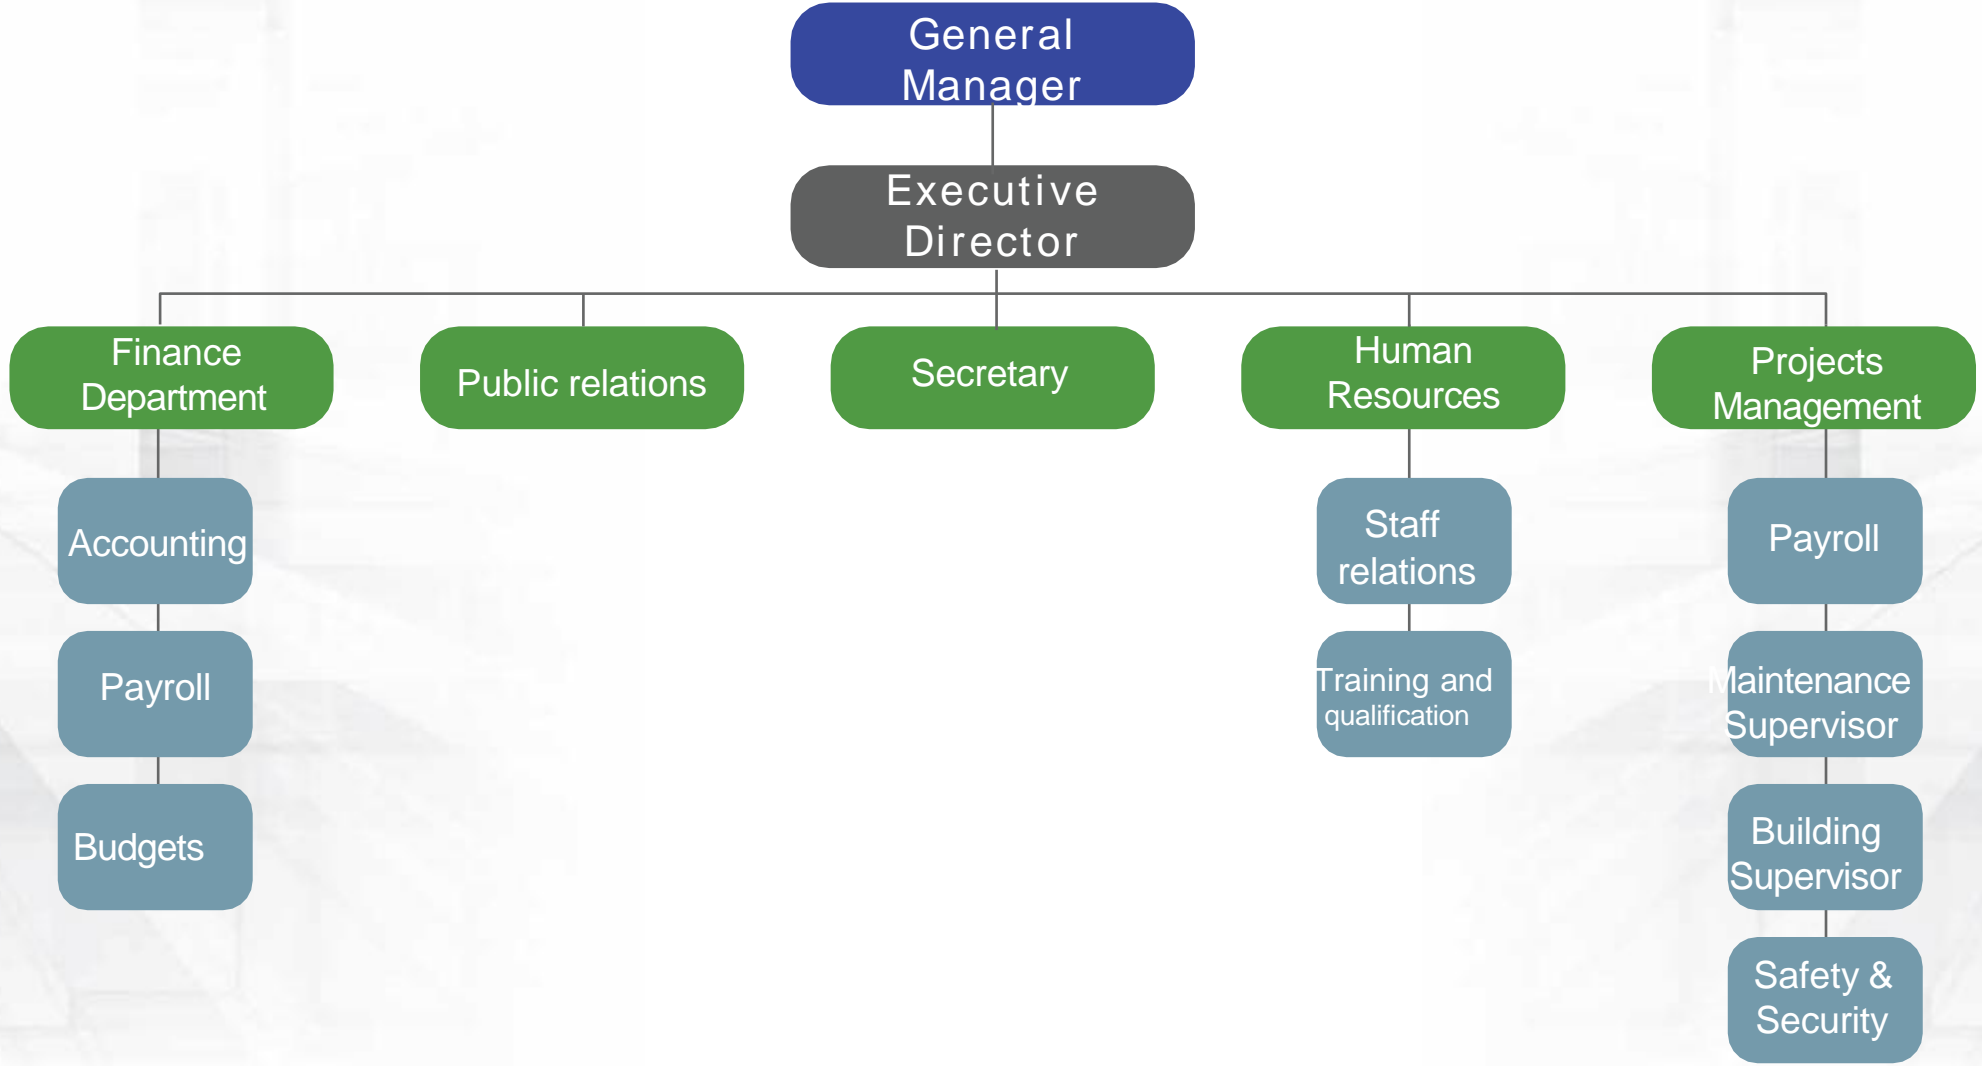 General
Manager
Executive
Director
Finance
Department
Public relations
Secretary
Human
Resources
Projects
Management
Accounting
Payroll
Budgets
Staff
relations
Training and
qualification
Payroll
Maintenance
Supervisor
Building
Supervisor
Safety &
Security